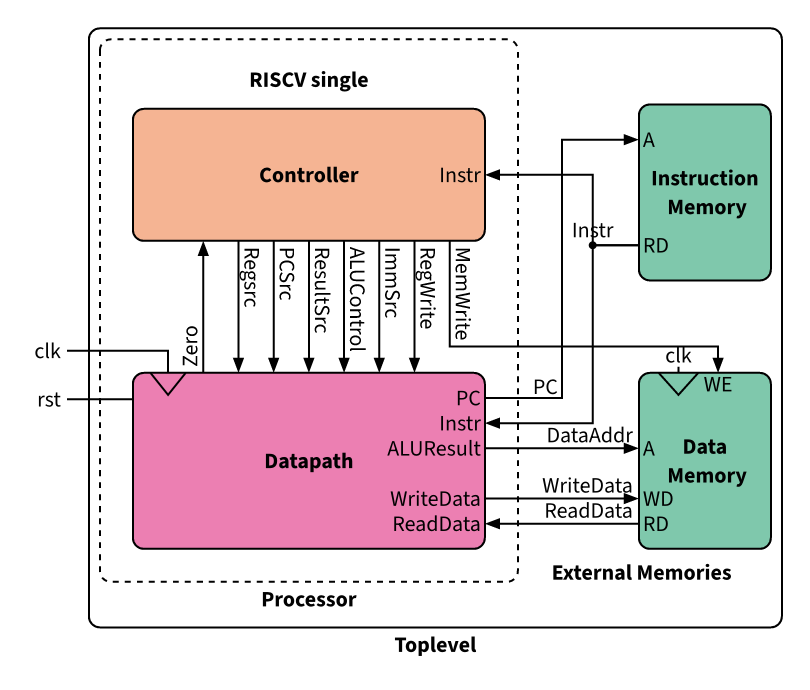 RISCV single
Controller
Instr
A
Instruction
Memory
Instr
RD
Regsrc
PCSrc
ResultSrc
ALUControl
ImmSrc
RegWrite
MemWrite
Zero
clk
rst
clk
WE
PC
PC
Instr
DataAddr
ALUResult
A
Datapath
Data
Memory
WriteData
WriteData
WD
ReadData
ReadData
RD
External Memories
Processor
Toplevel